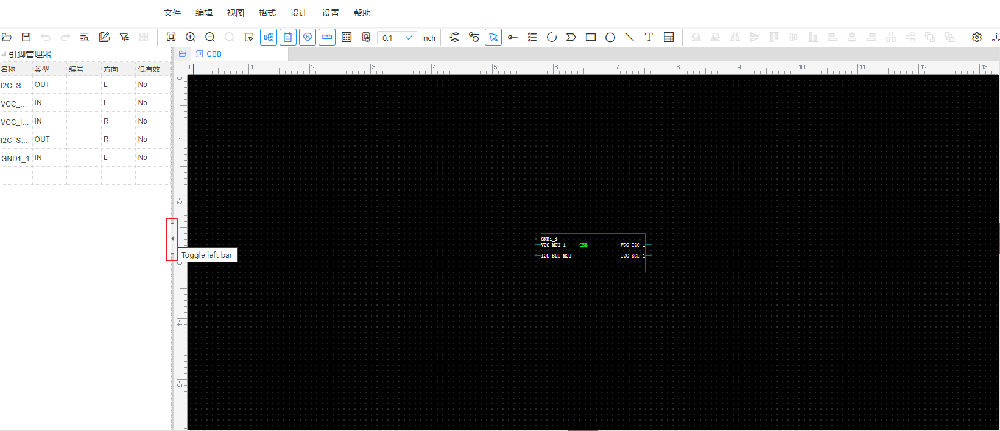 文件 编辑 视图 格式 设计 设置 帮助
0.1 inch
引脚管理器
CBB
名称 类型 编号 方向 低有效
I2C_S... OUT L No
VCC_... IN L No
VCC_I... IN R No
I2C_S... OUT R No
GND1_1 IN L No
0 1 2 3 4 5 6 7 8 9 10 11 12 13
0
-1
-2
-3
-4
-5
Toggle left bar
GND1_1
VCC_MCU_1 CBB VCC_I2C_1
I2C_SDL_MCU I2C_SCL_1